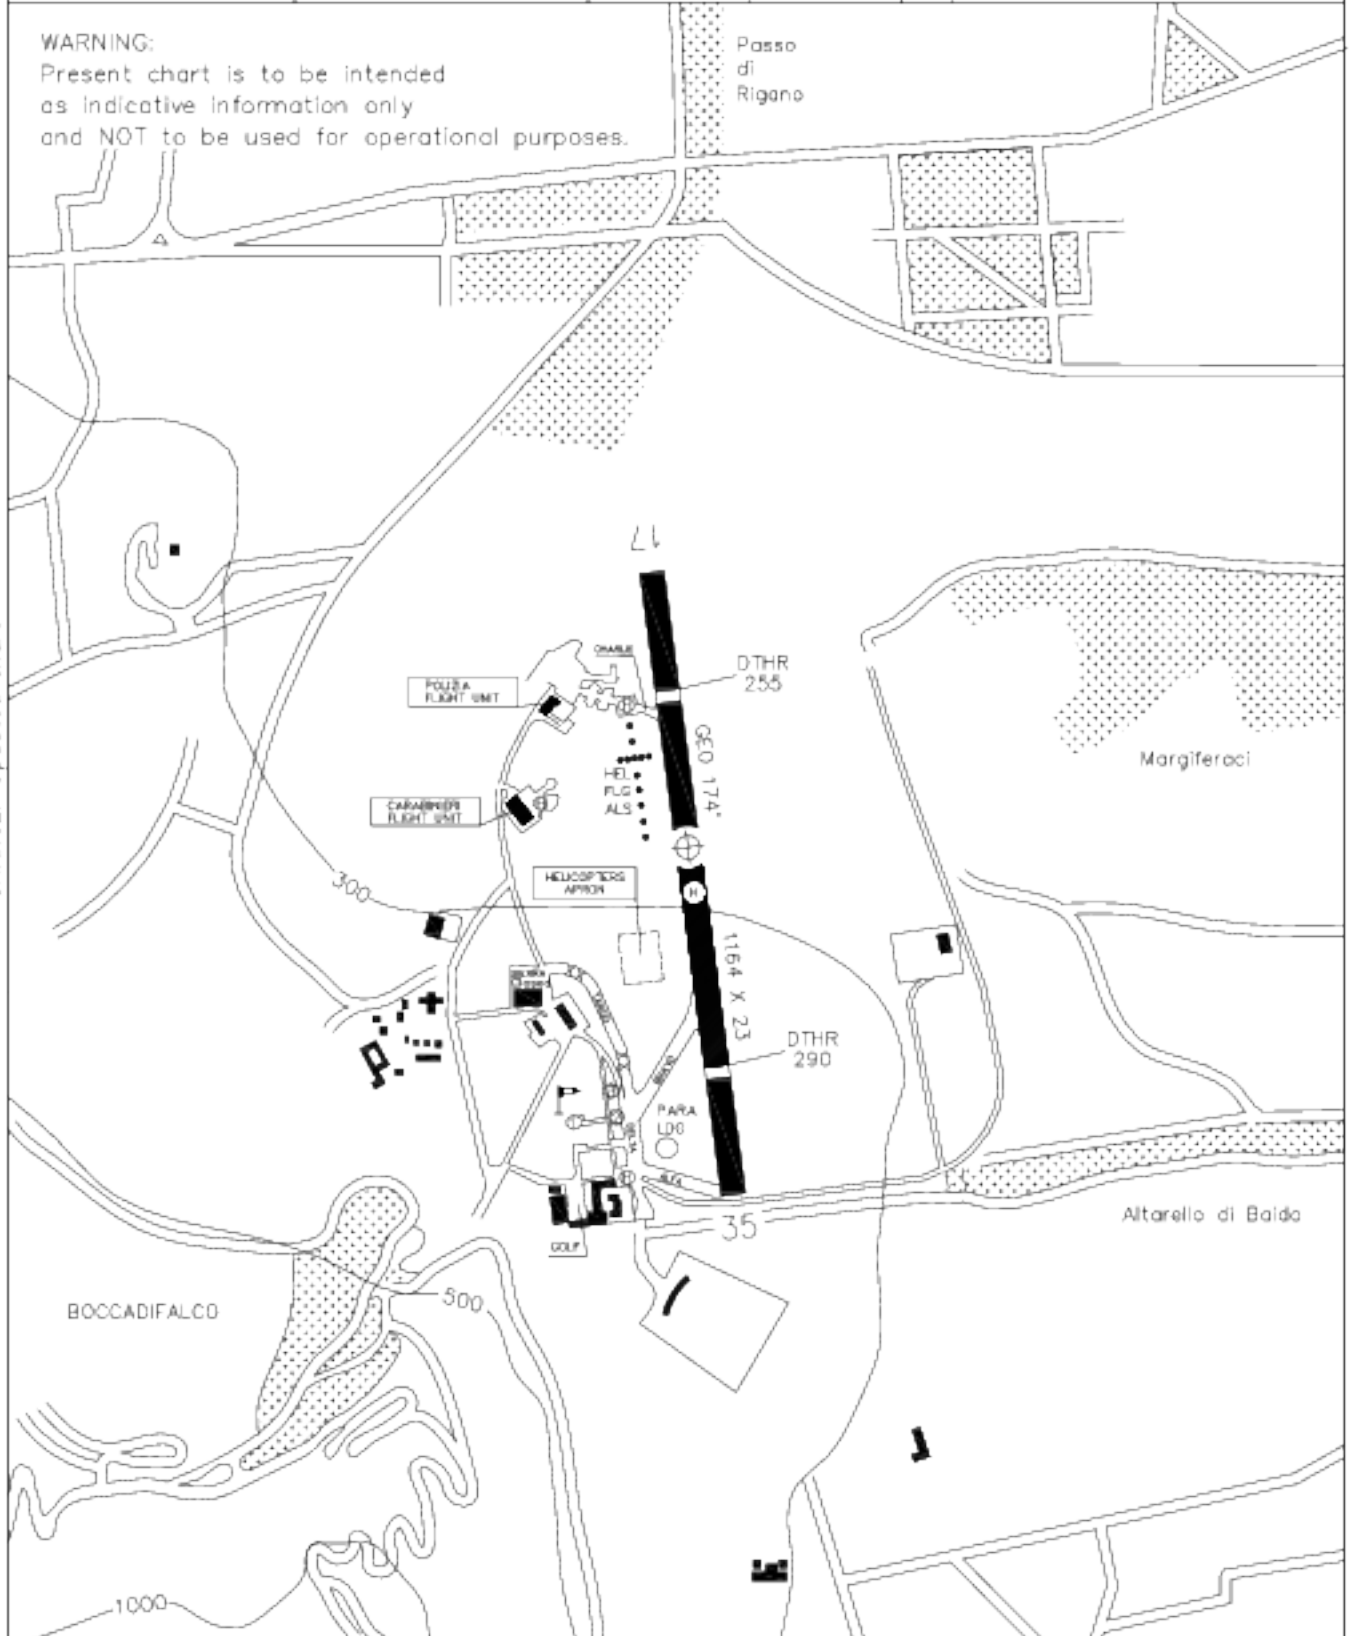 WARNING:
Present chart is to be intended
as indicative information only
and NOT to be used for operational purposes.
Passo
di
Rigano
17
CHARLIE
DTHR
255
POLIZIA
FLIGHT UNIT
GEO 174°
HEL
FLG
ALS
CARABINIERI
FLIGHT UNIT
Margiferaci
HELICOPTERS
APRON
300
1164 X 23
DTHR
290
PARA
LDG
DELTA
ALFA
35
GOLF
Altarello di Baida
BOCCADIFALCO
500
1000